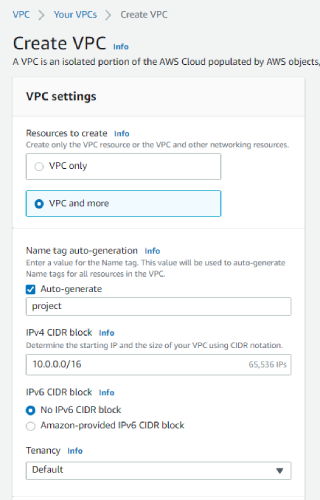 VPC > Your VPCs > Create VPC
Create VPC Info
A VPC is an isolated portion of the AWS Cloud populated by AWS objects,
VPC settings
Resources to create Info
Create only the VPC resource or the VPC and other networking resources.
VPC only
VPC and more
Name tag auto-generation Info
Enter a value for the Name tag. This value will be used to auto-generate
Name tags for all resources in the VPC.
Auto-generate
project
IPv4 CIDR block Info
Determine the starting IP and the size of your VPC using CIDR notation.
10.0.0.0/16 65,536 IPs
IPv6 CIDR block Info
No IPv6 CIDR block
Amazon-provided IPv6 CIDR block
Tenancy Info
Default